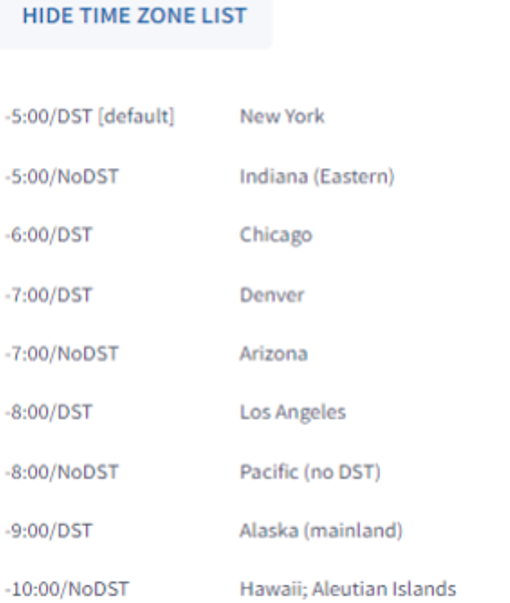 HIDE TIME ZONE LIST
-5:00/DST [default] New York
-5:00/NoDST Indiana (Eastern)
-6:00/DST Chicago
-7:00/DST Denver
-7:00/NoDST Arizona
-8:00/DST Los Angeles
-8:00/NoDST Pacific (no DST)
-9:00/DST Alaska (mainland)
-10:00/NoDST Hawaii; Aleutian Islands